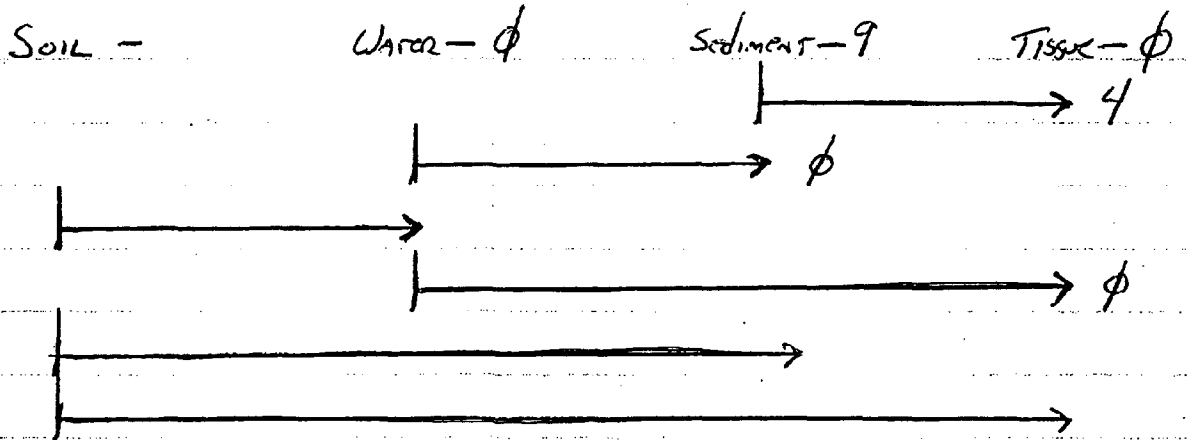 SOIL - WATER - ϕ Sediment - 9 Tissue - ϕ
4
ϕ
ϕ